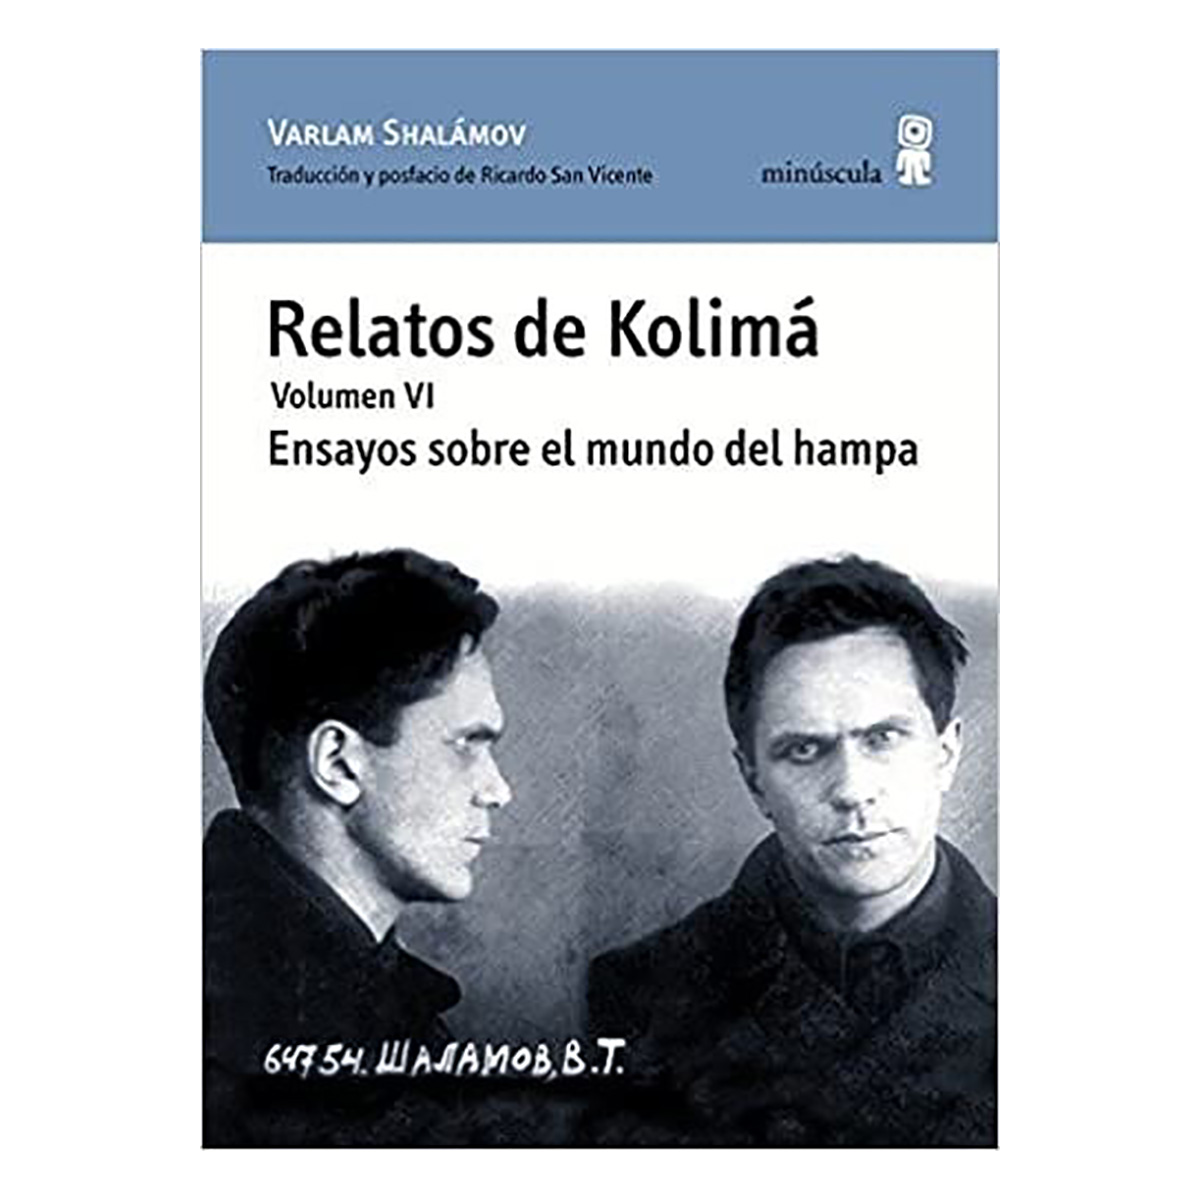 VARLAM SHALÁMOV
Traducción y posfacio de Ricardo San Vicente
minúscula
Relatos de Kolimá
Volumen VI
Ensayos sobre el mundo del hampa
64754. ШАЛАМОВ, В.Т.